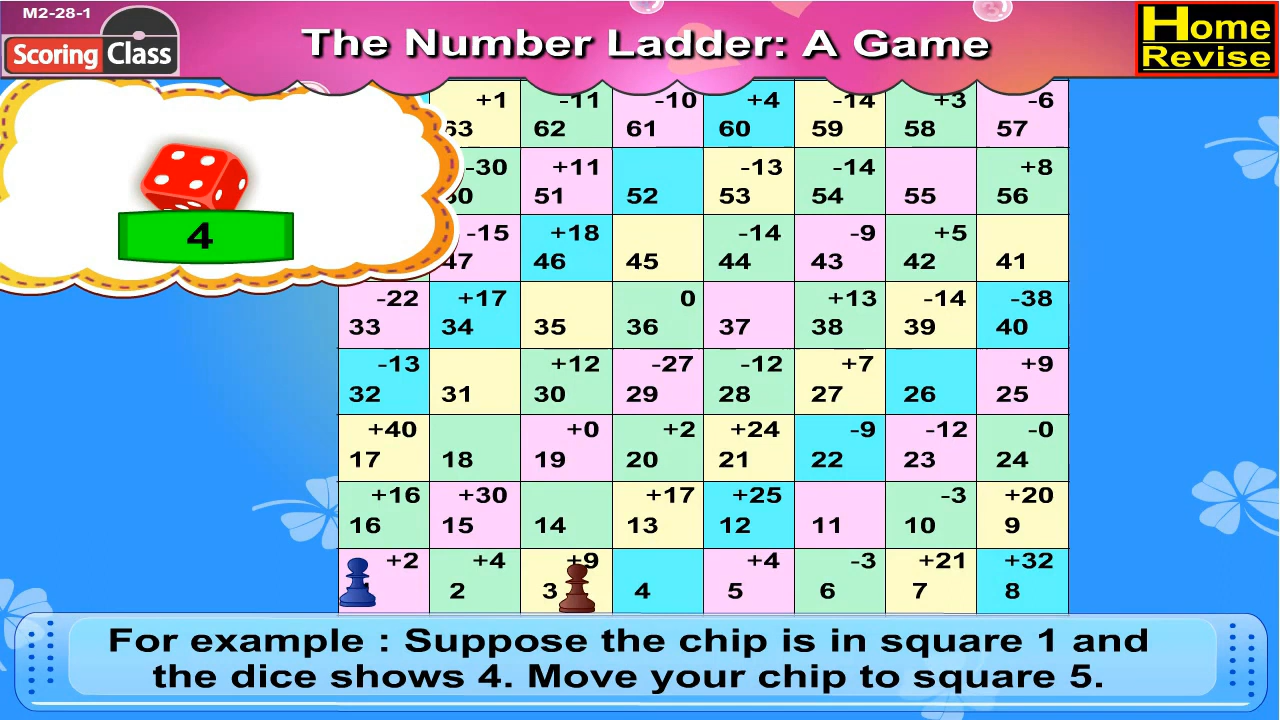 M2-28-1
Scoring Class
The Number Ladder: A Game
Home
Revise
+1 -11 -10 +4 -14 +3 -6
63 62 61 60 59 58 57
-30 +11 -13 -14 +8
50 51 52 53 54 55 56
-15 +18 -14 -9 +5
47 46 45 44 43 42 41
-22 +17 0 +13 -14 -38
33 34 35 36 37 38 39 40
-13 +12 -27 -12 +7 +9
32 31 30 29 28 27 26 25
+40 +0 +2 +24 -9 -12 -0
17 18 19 20 21 22 23 24
+16 +30 +17 +25 -3 +20
16 15 14 13 12 11 10 9
+2 +4 +9 +4 -3 +21 +32
2 3 4 5 6 7 8
4
For example : Suppose the chip is in square 1 and
the dice shows 4. Move your chip to square 5.